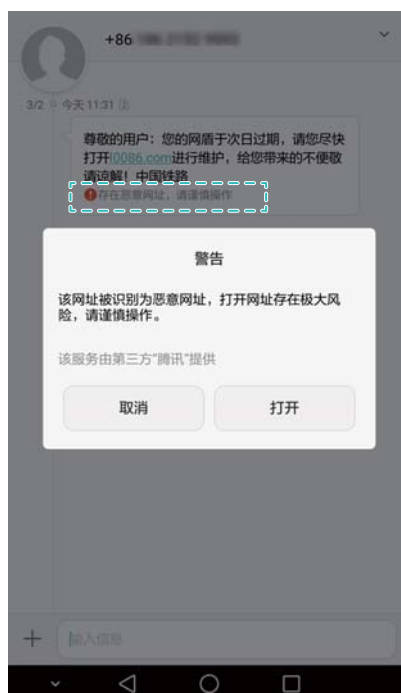 +86
3/2 今天 11:31
尊敬的用户：您的网盾于次日过期，请您尽快
打开l0086.com进行维护，给您带来的不便敬
请谅解！中国铁路
存在恶意网址，请谨慎操作
警告
该网址被识别为恶意网址，打开网址存在极大风
险，请谨慎操作。
该服务由第三方“腾讯”提供
取消
打开
输入信息